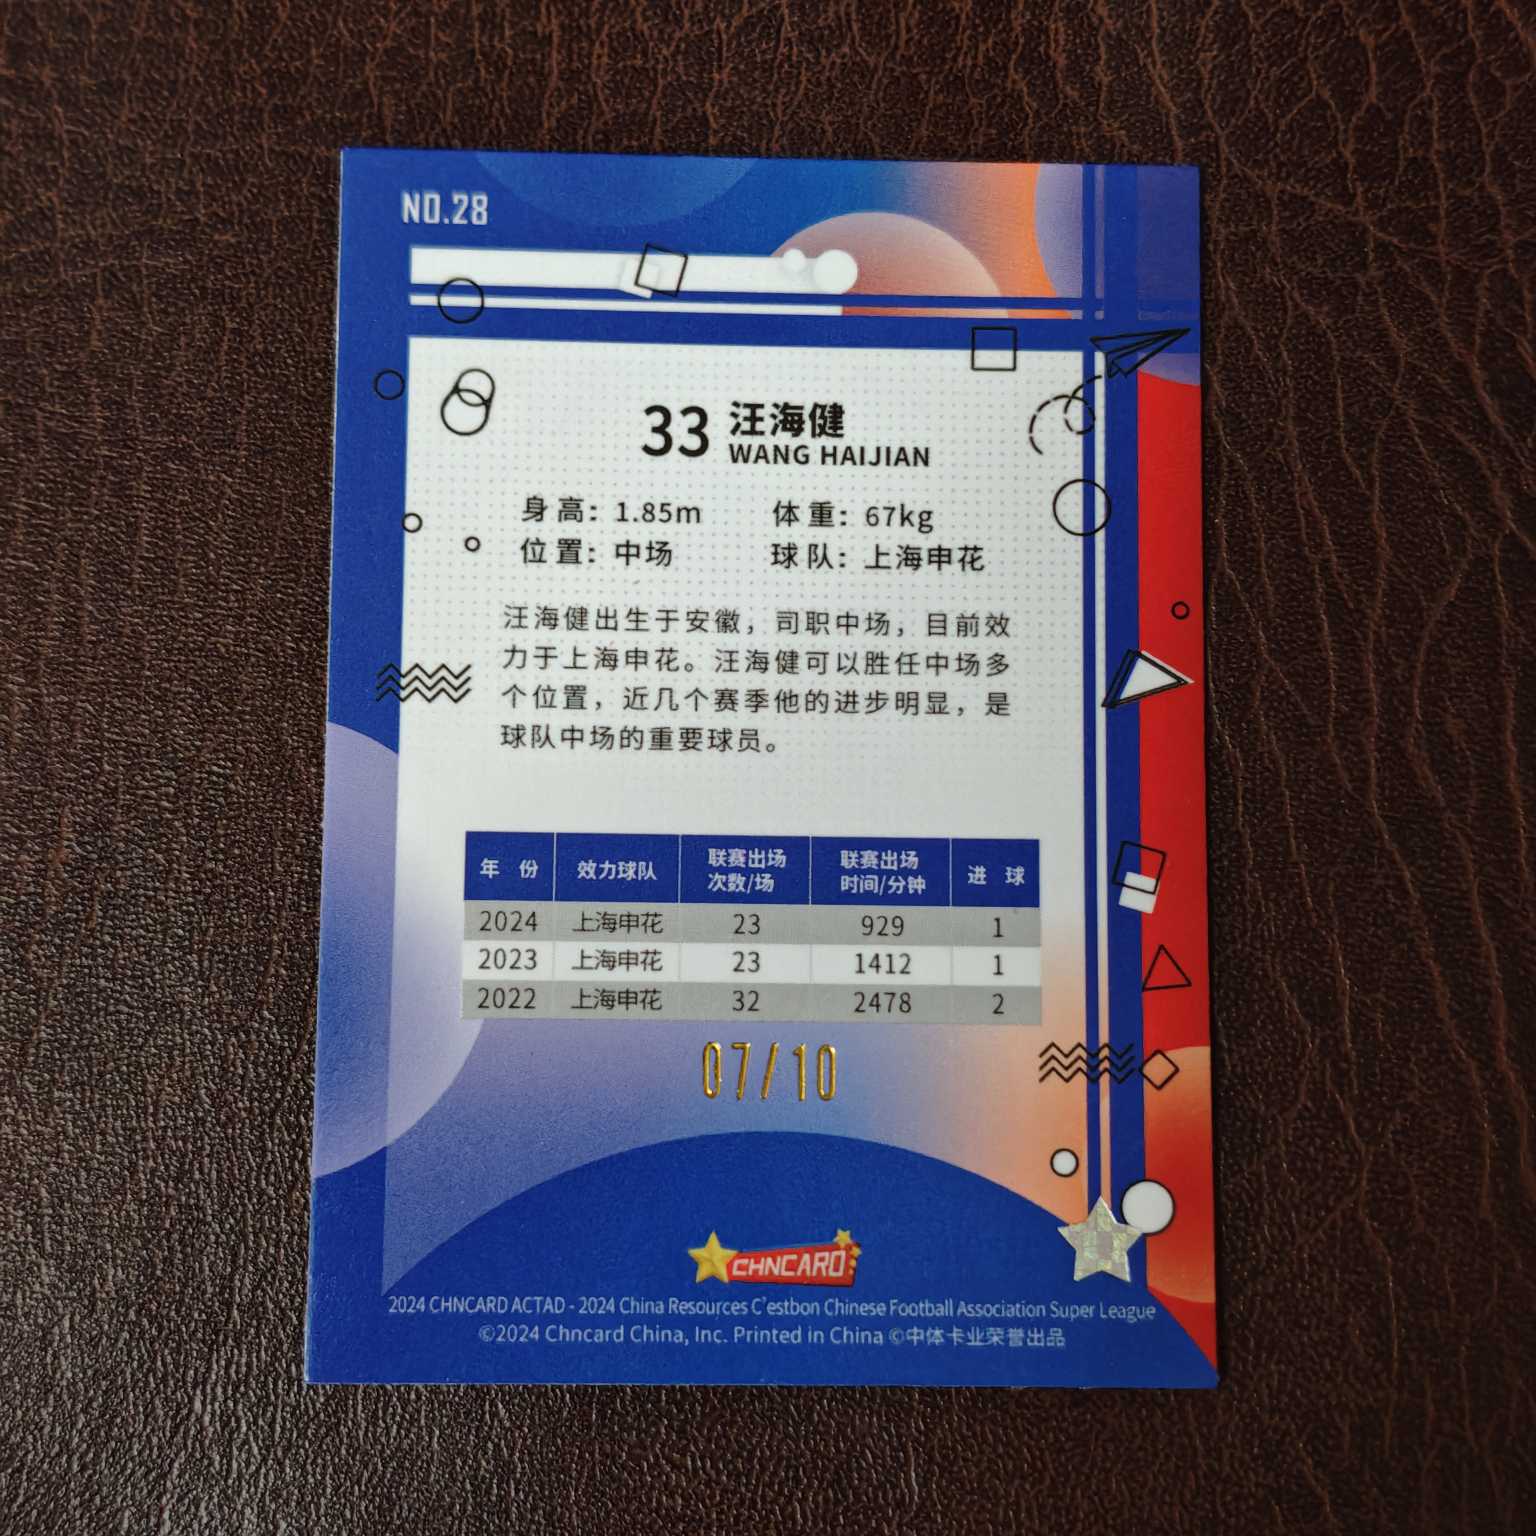 NO.28
33 汪海健
WANG HAIJIAN
身高：1.85m 体重：67kg
位置：中场 球队：上海申花
汪海健出生于安徽，司职中场，目前效
力于上海申花。汪海健可以胜任中场多
个位置，近几个赛季他的进步明显，是
球队中场的重要球员。
年 份 效力球队 联赛出场次数/场 联赛出场时间/分钟 进 球
2024 上海申花 23 929 1
2023 上海申花 23 1412 1
2022 上海申花 32 2478 2
07/10
CHNCARD
2024 CHNCARD ACTAD - 2024 China Resources C'estbon Chinese Football Association Super League
©2024 Chncard China, Inc. Printed in China ©中体卡业荣誉出品